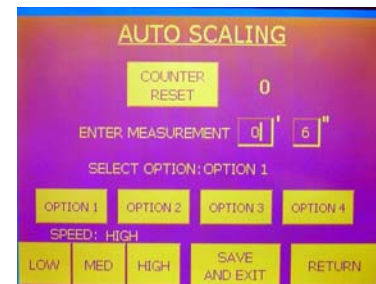 AUTO SCALING
COUNTER RESET
0
ENTER MEASUREMENT 0' 6"
SELECT OPTION: OPTION 1
OPTION 1 OPTION 2 OPTION 3 OPTION 4
SPEED: HIGH
LOW MED HIGH SAVE AND EXIT RETURN